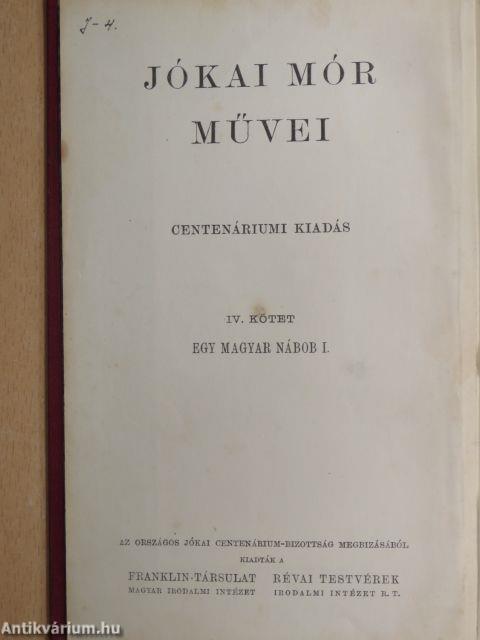 J-4.
JÓKAI MÓR
MŰVEI
CENTENÁRIUMI KIADÁS
IV. KÖTET
EGY MAGYAR NÁBOB I.
AZ ORSZÁGOS JÓKAI CENTENÁRIUM-BIZOTTSÁG MEGBIZÁSÁBÓL
KIADTÁK A
FRANKLIN-TÁRSULAT RÉVAI TESTVÉREK
MAGYAR IRODALMI INTÉZET IRODALMI INTÉZET R. T.
Antikvárium.hu